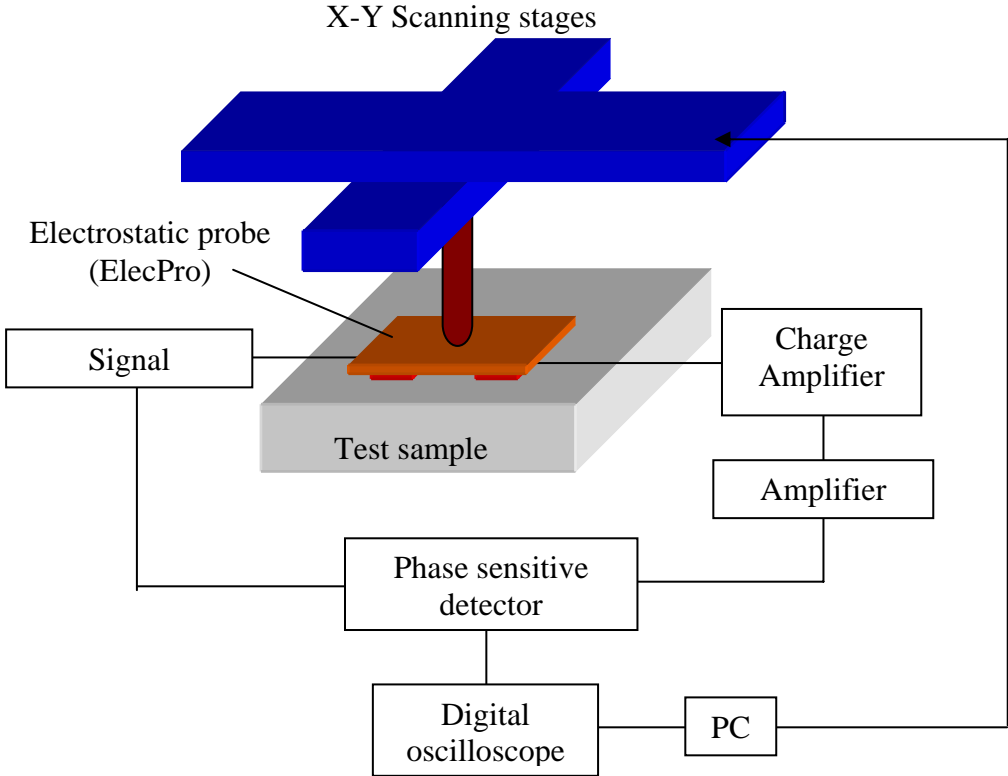 X-Y Scanning stages
Electrostatic probe
(ElecPro)
Signal
Charge
Amplifier
Test sample
Amplifier
Phase sensitive
detector
Digital
oscilloscope
PC